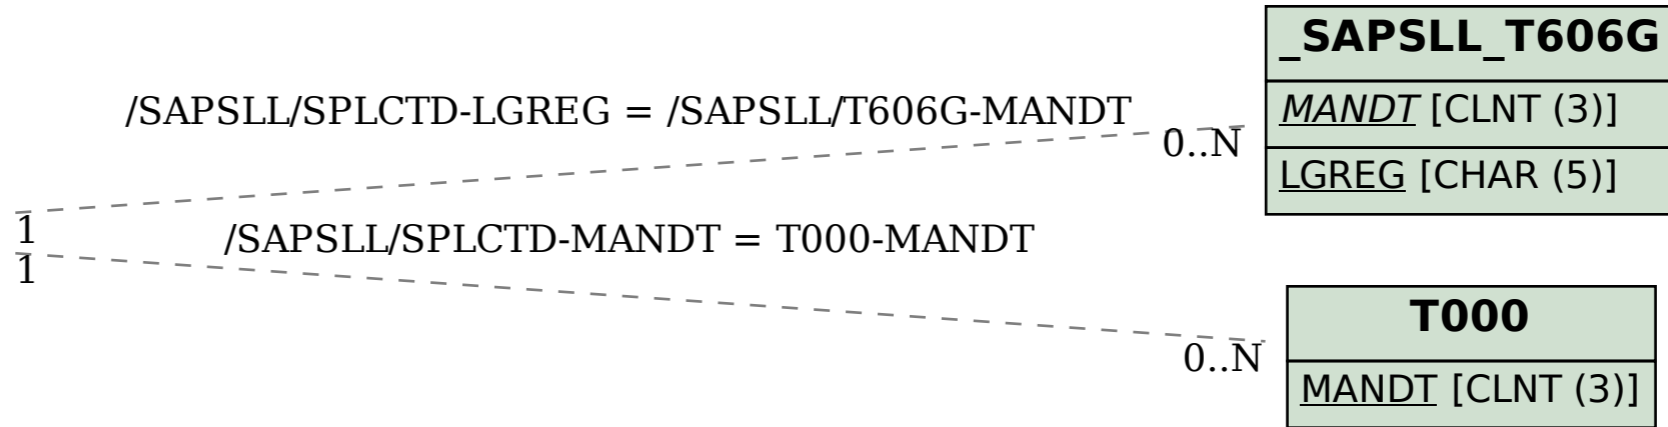 _SAPSLL_T606G
/SAPSLL/SPLCTD-LGREG = /SAPSLL/T606G-MANDT
MANDT [CLNT (3)]
0..N
LGREG [CHAR (5)]
1
/SAPSLL/SPLCTD-MANDT = T000-MANDT
1
T000
0..N
MANDT [CLNT (3)]